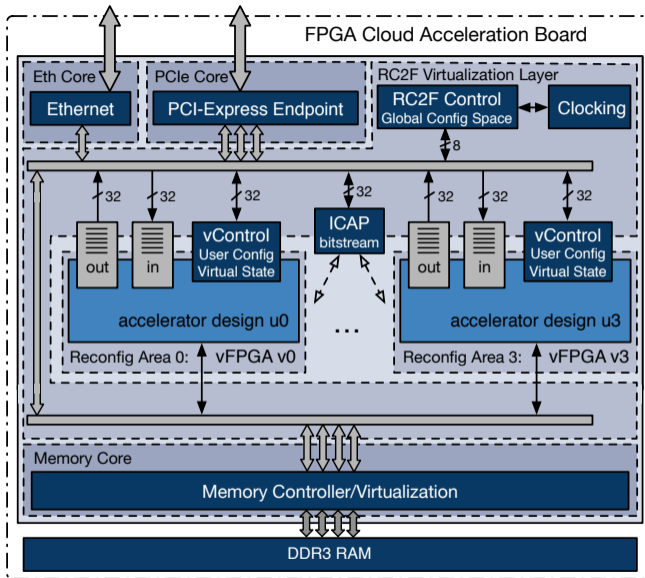 FPGA Cloud Acceleration Board
Eth Core
PCIe Core
RC2F Virtualization Layer
Ethernet
PCI-Express Endpoint
RC2F Control
Global Config Space
Clocking
8
32
32
32
32
32
32
32
out
in
vControl
User Config
Virtual State
ICAP
bitstream
out
in
vControl
User Config
Virtual State
accelerator design u0
...
accelerator design u3
Reconfig Area 0: vFPGA v0
Reconfig Area 3: vFPGA v3
Memory Core
Memory Controller/Virtualization
DDR3 RAM